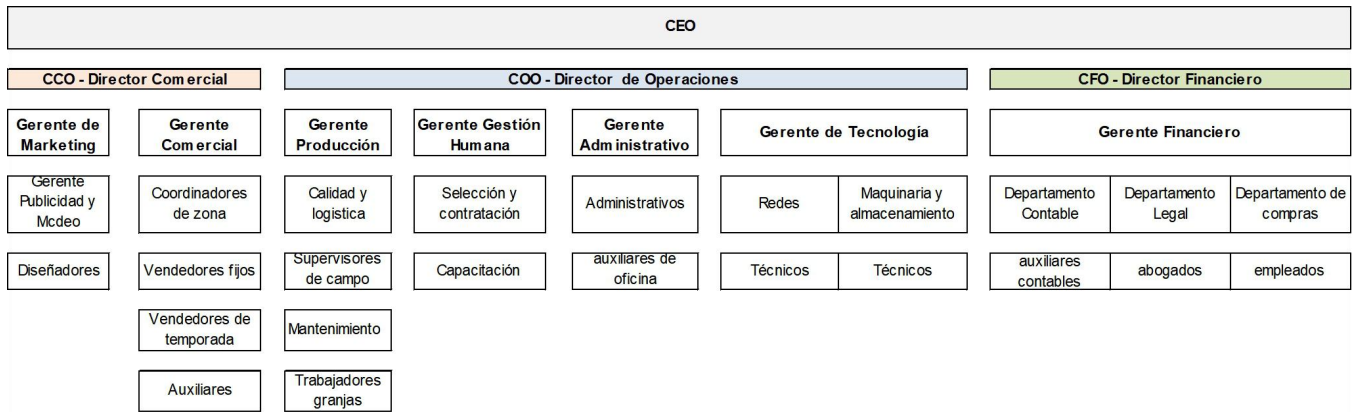 CEO
CCO - Director Comercial
COO - Director de Operaciones
CFO - Director Financiero
Gerente de
Marketing
Gerente
Comercial
Gerente
Producción
Gerente Gestión
Humana
Gerente
Administrativo
Gerente de Tecnología
Gerente Financiero
Gerente
Publicidad y
Mcdeo
Coordinadores
de zona
Calidad y
logistica
Selección y
contratación
Administrativos
Redes
Maquinaria y
almacenamiento
Departamento
Contable
Departamento
Legal
Departamento de
compras
Diseñadores
Vendedores fijos
Supervisores
de campo
Capacitación
auxiliares de
oficina
Técnicos
Técnicos
auxiliares
contables
abogados
empleados
Vendedores de
temporada
Mantenimiento
Auxiliares
Trabajadores
granjas